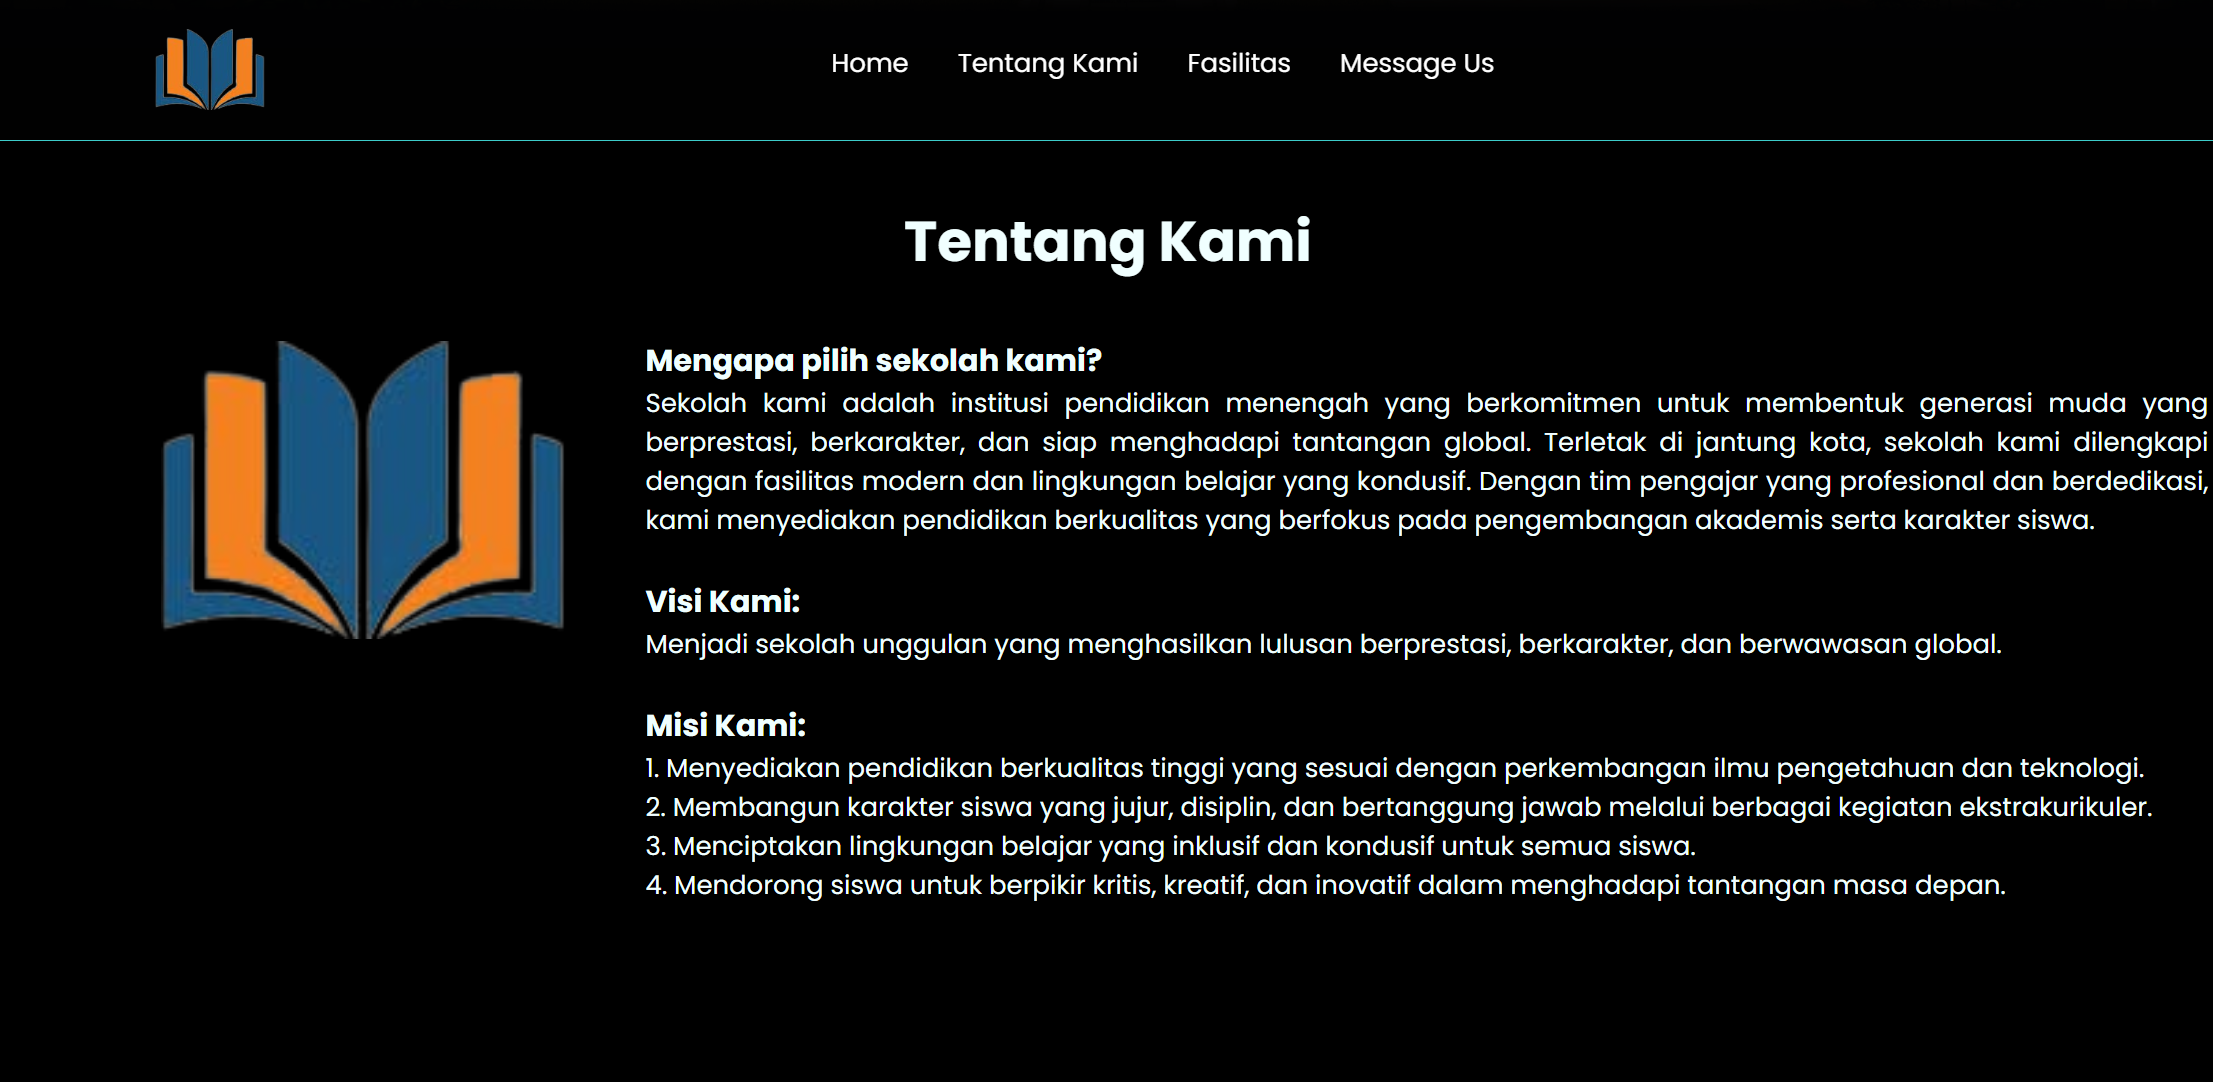 Home Tentang Kami Fasilitas Message Us
Tentang Kami
Mengapa pilih sekolah kami?
Sekolah kami adalah institusi pendidikan menengah yang berkomitmen untuk membentuk generasi muda yang
berprestasi, berkarakter, dan siap menghadapi tantangan global. Terletak di jantung kota, sekolah kami dilengkapi
dengan fasilitas modern dan lingkungan belajar yang kondusif. Dengan tim pengajar yang profesional dan berdedikasi,
kami menyediakan pendidikan berkualitas yang berfokus pada pengembangan akademis serta karakter siswa.
Visi Kami:
Menjadi sekolah unggulan yang menghasilkan lulusan berprestasi, berkarakter, dan berwawasan global.
Misi Kami:
1. Menyediakan pendidikan berkualitas tinggi yang sesuai dengan perkembangan ilmu pengetahuan dan teknologi.
2. Membangun karakter siswa yang jujur, disiplin, dan bertanggung jawab melalui berbagai kegiatan ekstrakurikuler.
3. Menciptakan lingkungan belajar yang inklusif dan kondusif untuk semua siswa.
4. Mendorong siswa untuk berpikir kritis, kreatif, dan inovatif dalam menghadapi tantangan masa depan.